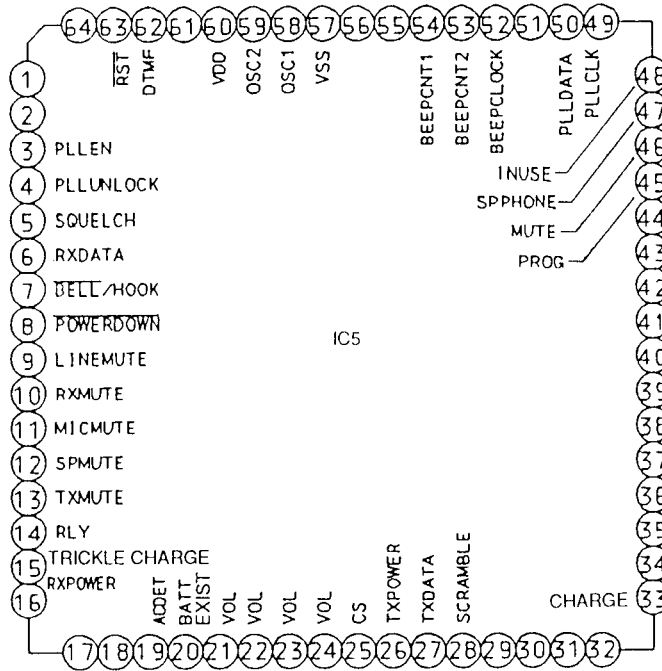 64 63 62 61 60 59 58 57 56 55 54 53 52 51 50 49
RST
DTMF
VDD
OSC2
OSC1
VSS
BEEPCNT1
BEEPCNT2
BEEPCLOCK
PLLDATA
PLLCLK
1
2
3 PLLEN
4 PLLUNLOCK
5 SQUELCH
6 RXDATA
7 BELL/HOOK
8 POWERDOWN
9 LINEMUTE
10 RXMUTE
11 MICMUTE
12 SPMUTE
13 TXMUTE
14 RLY
15 TRICKLE CHARGE
16 RXPOWER
IC5
48
47
46
45
44
43
42
41
40
39
38
37
36
35
34
33
INUSE
SPPHONE
MUTE
PROG
CHARGE
ACDET
BATT
EXIST
VOL
VOL
VOL
VOL
CS
TXPOWER
TXDATA
SCRAMBLE
17 18 19 20 21 22 23 24 25 26 27 28 29 30 31 32